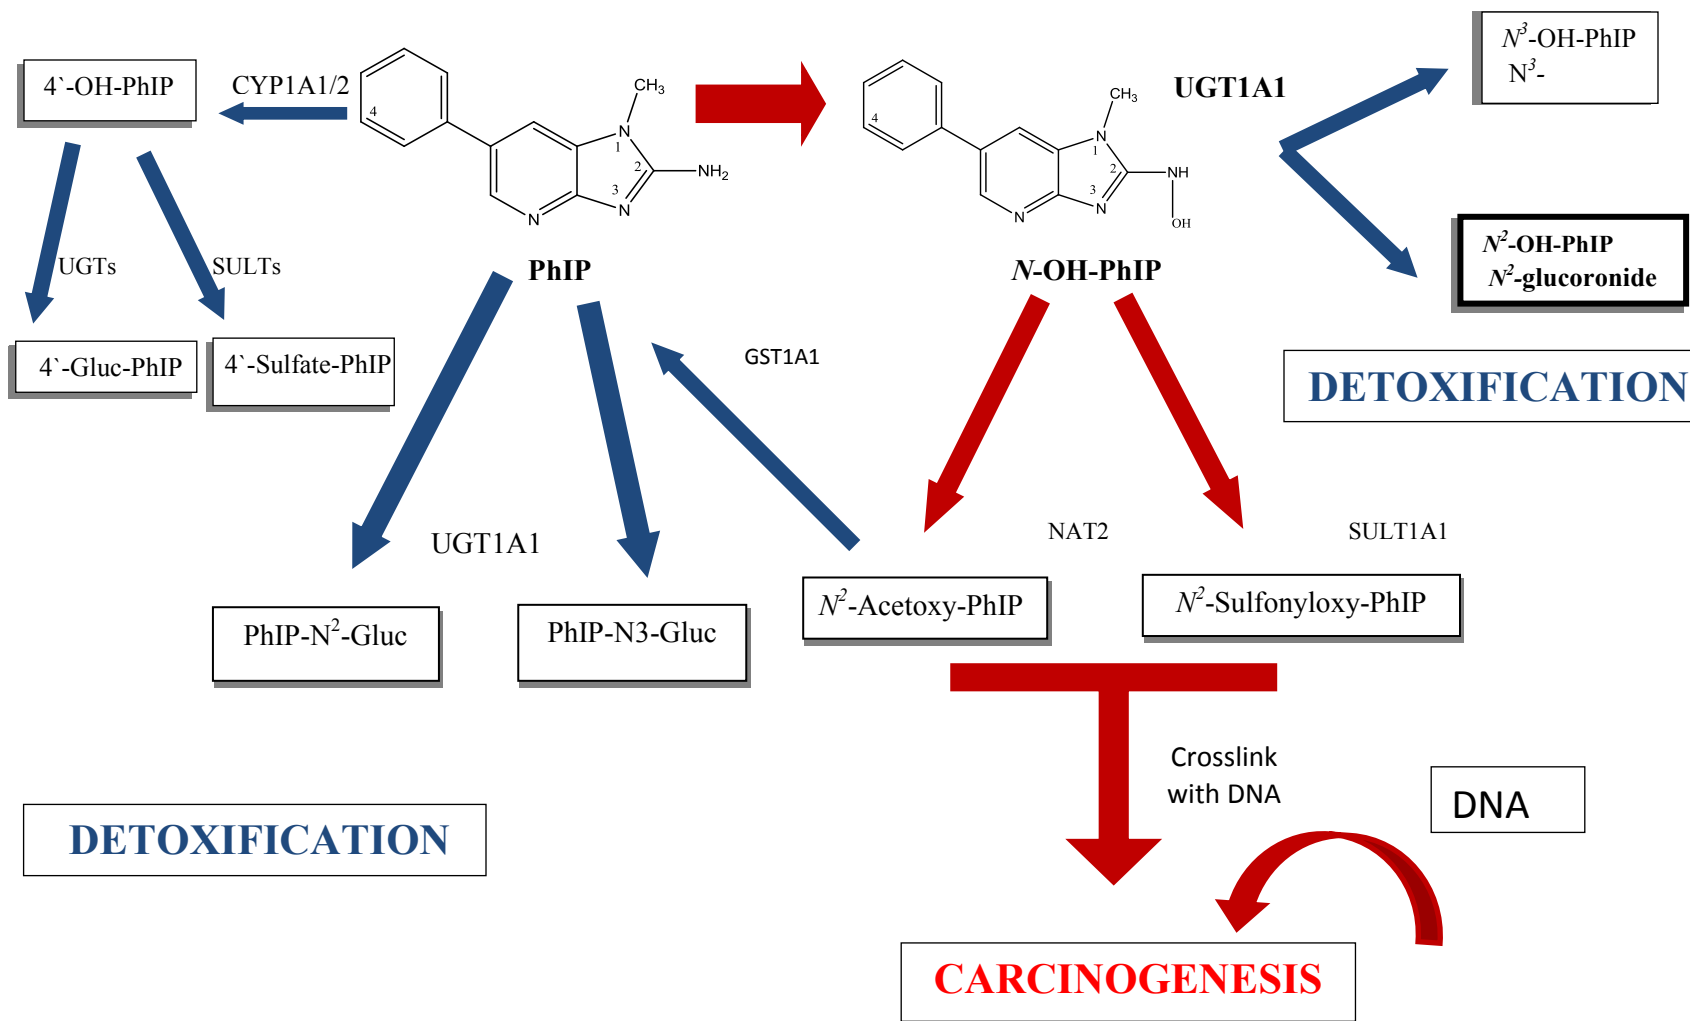 4`-OH-PhIP
CYP1A1/2
4
CH₃
N
1
2
3
N
N
NH₂
PhIP
4
CH₃
N
1
2
3
N
N
NH
OH
N-OH-PhIP
UGT1A1
N³-OH-PhIP
N³-
N²-OH-PhIP
N²-glucoronide
DETOXIFICATION
UGTs
SULTs
4`-Gluc-PhIP
4`-Sulfate-PhIP
GST1A1
UGT1A1
NAT2
SULT1A1
PhIP-N²-Gluc
PhIP-N3-Gluc
N²-Acetoxy-PhIP
N²-Sulfonyloxy-PhIP
Crosslink
with DNA
DNA
DETOXIFICATION
CARCINOGENESIS